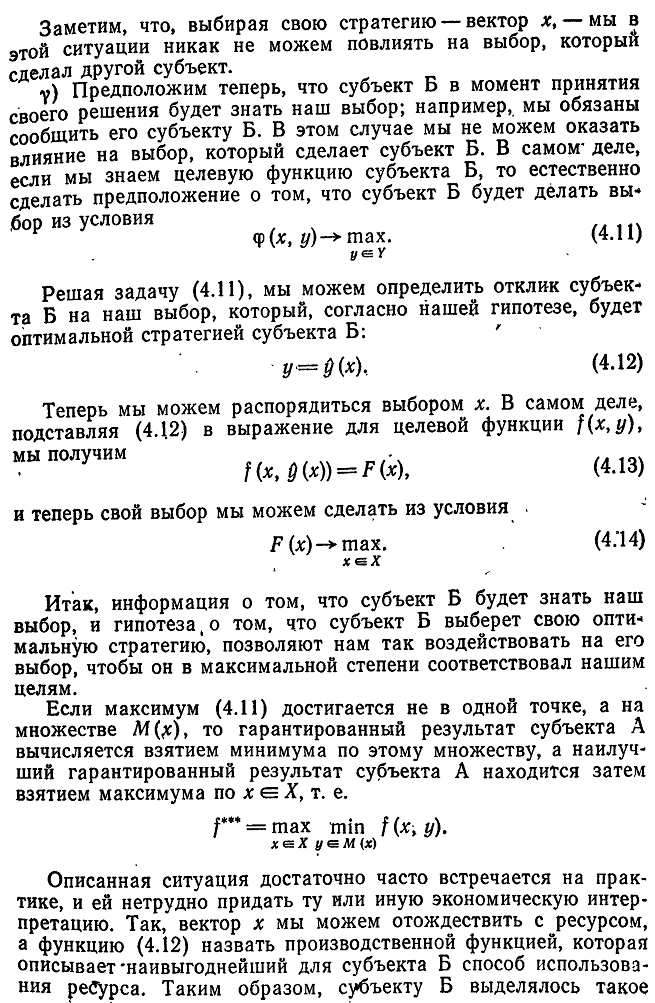 Заметим, что, выбирая свою стратегию — вектор x, — мы в
этой ситуации никак не можем повлиять на выбор, который
сделал другой субъект.
γ) Предположим теперь, что субъект Б в момент принятия
своего решения будет знать наш выбор; например, мы обязаны
сообщить его субъекту Б. В этом случае мы не можем оказать
влияние на выбор, который сделает субъект Б. В самом деле,
если мы знаем целевую функцию субъекта Б, то естественно
сделать предположение о том, что субъект Б будет делать вы-
бор из условия
φ (x, y) → max. (4.11)
y ∈ Y
Решая задачу (4.11), мы можем определить отклик субъек-
та Б на наш выбор, который, согласно нашей гипотезе, будет
оптимальной стратегией субъекта Б:
y = ŷ (x). (4.12)
Теперь мы можем распорядиться выбором x. В самом деле,
подставляя (4.12) в выражение для целевой функции f (x, y),
мы получим
f (x, ŷ (x)) = F (x), (4.13)
и теперь свой выбор мы можем сделать из условия
F (x) → max. (4.14)
x ∈ X
Итак, информация о том, что субъект Б будет знать наш
выбор, и гипотеза о том, что субъект Б выберет свою опти-
мальную стратегию, позволяют нам так воздействовать на его
выбор, чтобы он в максимальной степени соответствовал нашим
целям.
Если максимум (4.11) достигается не в одной точке, а на
множестве M (x), то гарантированный результат субъекта А
вычисляется взятием минимума по этому множеству, а наилуч-
ший гарантированный результат субъекта А находится затем
взятием максимума по x ∈ X, т. е.
f*** = max min f (x, y).
x ∈ X y ∈ M (x)
Описанная ситуация достаточно часто встречается на прак-
тике, и ей нетрудно придать ту или иную экономическую интер-
претацию. Так, вектор x мы можем отождествить с ресурсом,
а функцию (4.12) назвать производственной функцией, которая
описывает наивыгоднейший для субъекта Б способ использова-
ния ресурса. Таким образом, субъекту Б выделялось такое